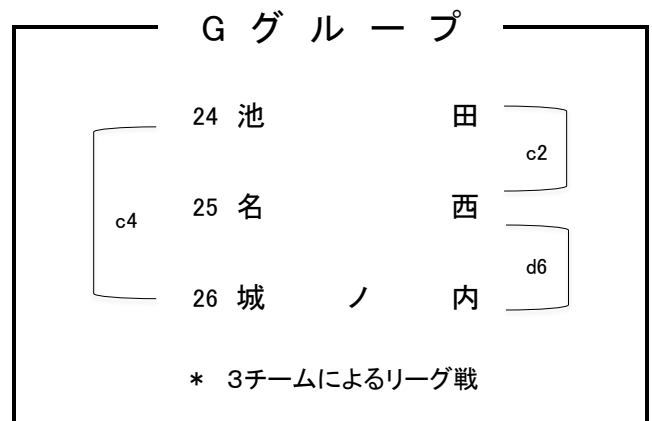 G グ ル ー プ
24 池 田
c2
25 名 西
c4
d6
26 城 ノ 内
* 3チームによるリーグ戦